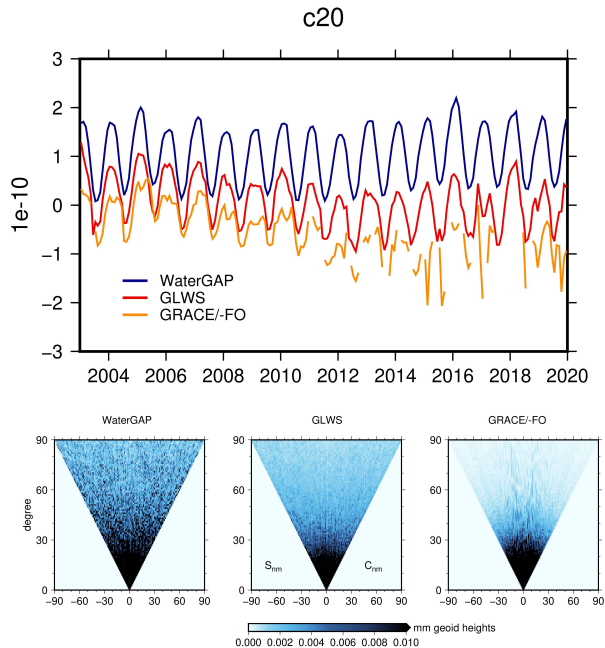 c20
1e-10
3
2
1
0
−1
−2
−3
WaterGAP
GLWS
GRACE/-FO
2004 2006 2008 2010 2012 2014 2016 2018 2020
WaterGAP GLWS GRACE/-FO
degree
90
60
30
0
90
60
30
0
Snm Cnm
90
60
30
0
−90 −60 −30 0 30 60 90 −90 −60 −30 0 30 60 90 −90 −60 −30 0 30 60 90
mm geoid heights
0.000 0.002 0.004 0.006 0.008 0.010